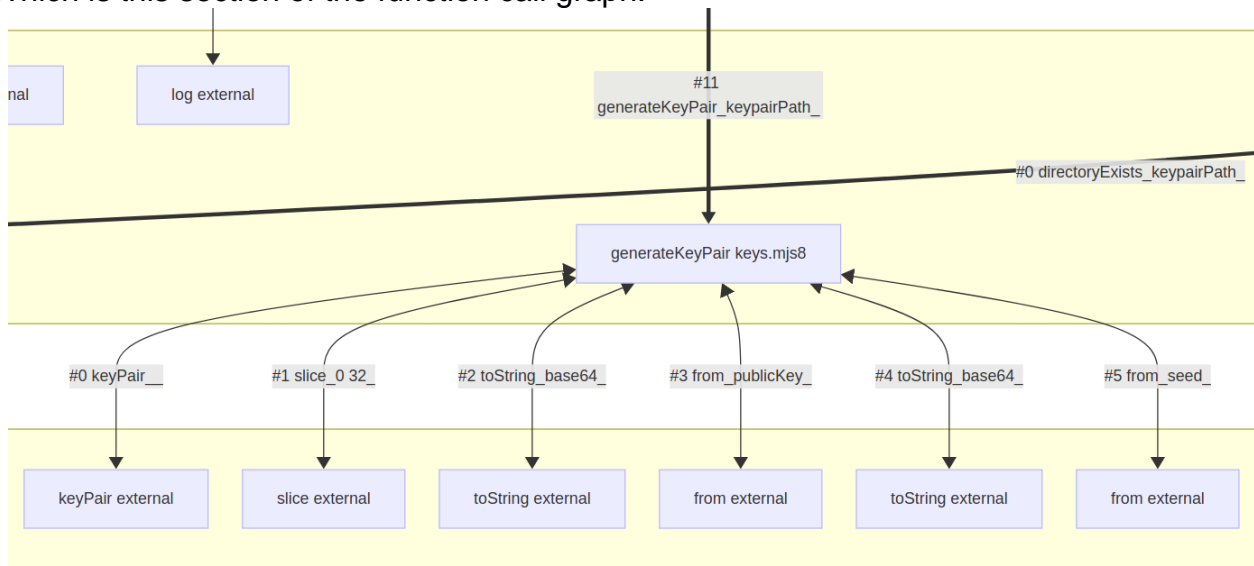 nal
log external
#11
generateKeyPair_keypairPath_
#0 directoryExists_keypairPath_
generateKeyPair keys.mjs8
#0 keyPair__
#1 slice_0 32_
#2 toString_base64_
#3 from_publicKey_
#4 toString_base64_
#5 from_seed_
keyPair external
slice external
toString external
from external
toString external
from external